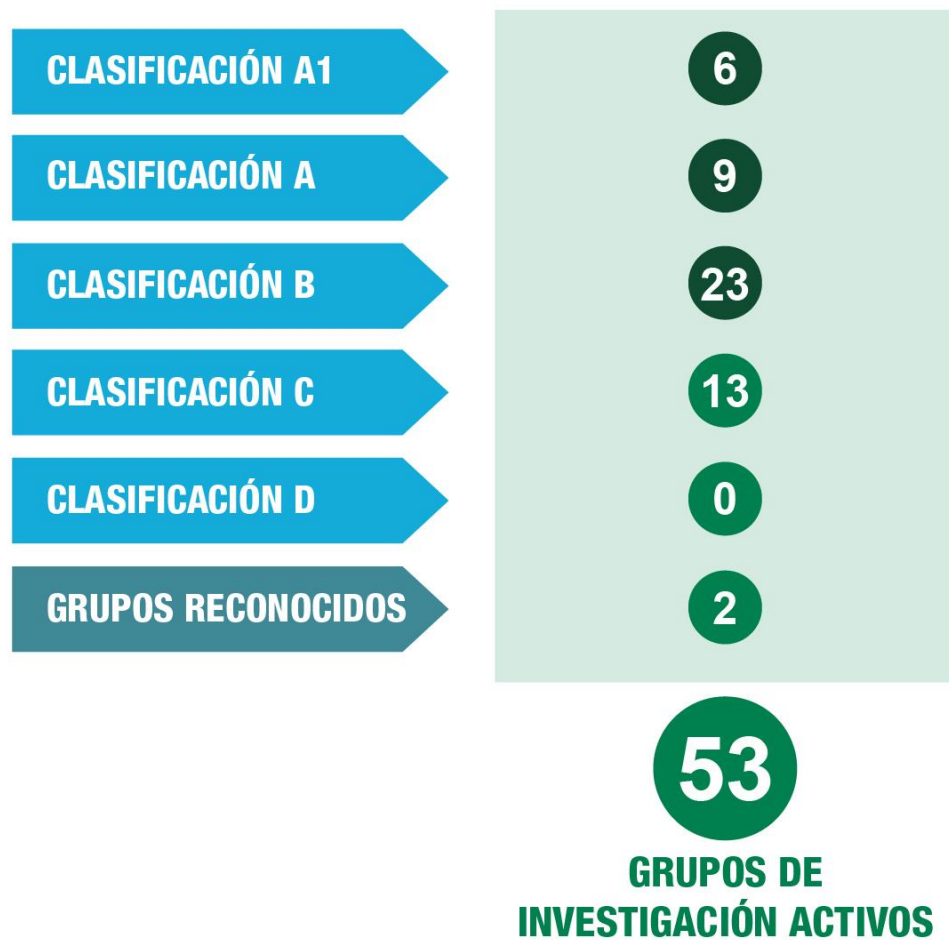 CLASIFICACIÓN A1
6
CLASIFICACIÓN A
9
CLASIFICACIÓN B
23
CLASIFICACIÓN C
13
CLASIFICACIÓN D
0
GRUPOS RECONOCIDOS
2
53
GRUPOS DE
INVESTIGACIÓN ACTIVOS